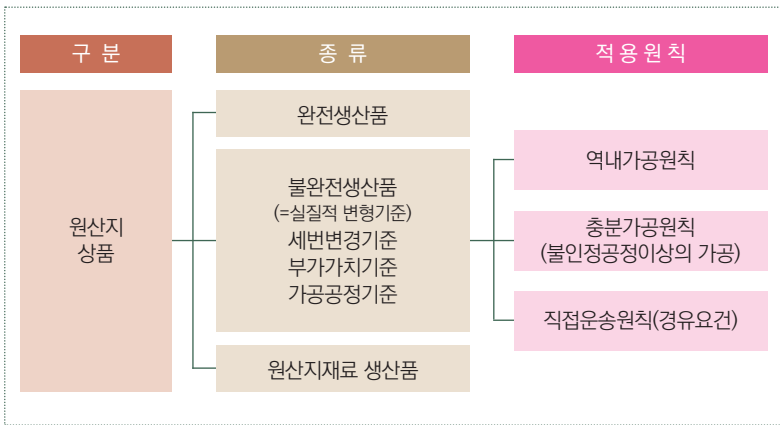 구 분
종 류
적용원칙
원산지
상품
완전생산품
불완전생산품
(=실질적 변형기준)
세번변경기준
부가가치기준
가공공정기준
원산지재료 생산품
역내가공원칙
충분가공원칙
(불인정공정이상의 가공)
직접운송원칙(경유요건)